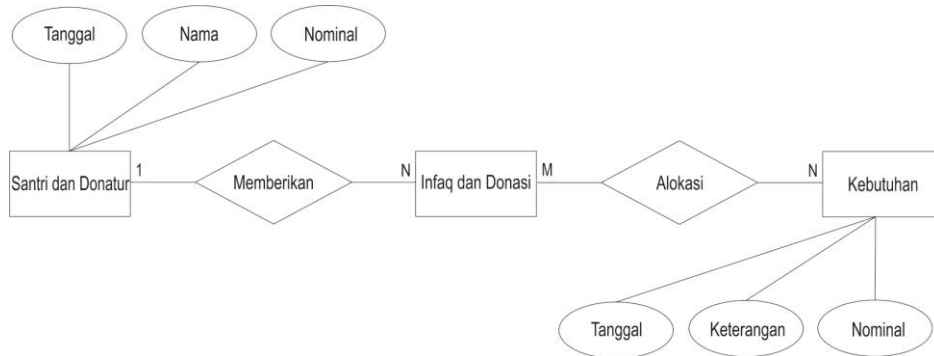 Tanggal
Nama
Nominal
Santri dan Donatur
1
Memberikan
N
Infaq dan Donasi
M
Alokasi
N
Kebutuhan
Tanggal
Keterangan
Nominal